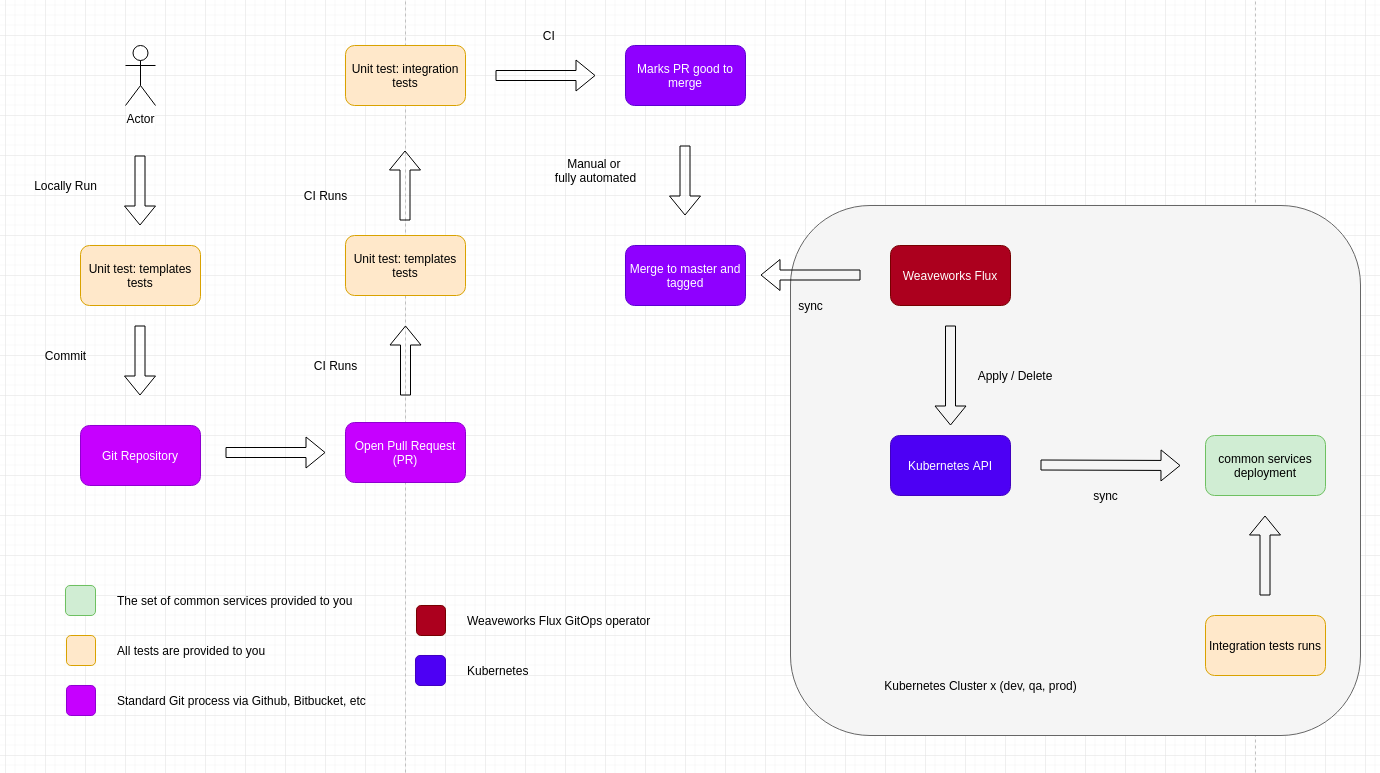 Actor
Locally Run
Unit test: templates
tests
Commit
Git Repository
Open Pull Request
(PR)
CI Runs
Unit test: templates
tests
CI Runs
Unit test: integration
tests
CI
Marks PR good to
merge
Manual or
fully automated
Merge to master and
tagged
sync
Weaveworks Flux
Apply / Delete
Kubernetes API
sync
common services
deployment
Integration tests runs
Kubernetes Cluster x (dev, qa, prod)
The set of common services provided to you
All tests are provided to you
Standard Git process via Github, Bitbucket, etc
Weaveworks Flux GitOps operator
Kubernetes